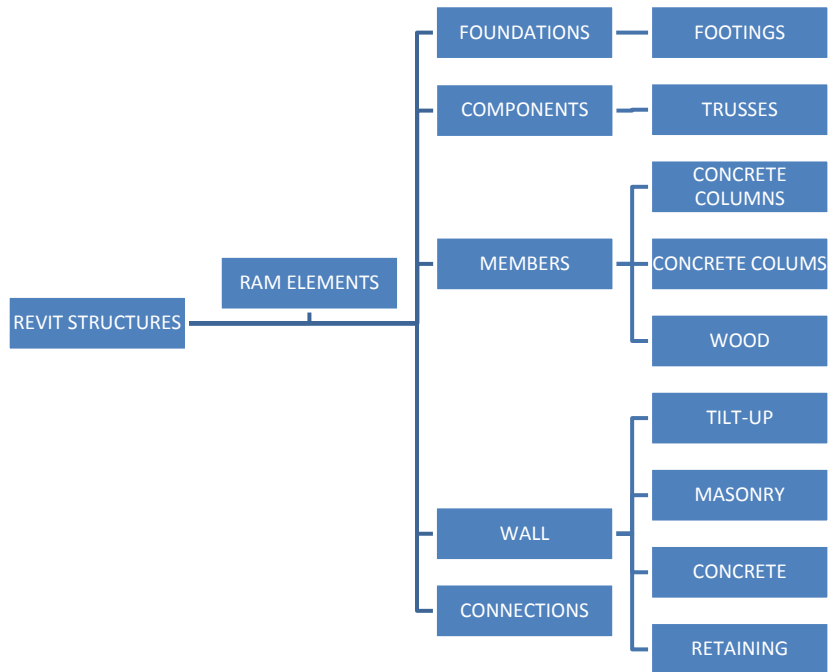 FOUNDATIONS
FOOTINGS
COMPONENTS
TRUSSES
CONCRETE
COLUMNS
RAM ELEMENTS
MEMBERS
CONCRETE COLUMS
REVIT STRUCTURES
WOOD
TILT-UP
MASONRY
WALL
CONCRETE
CONNECTIONS
RETAINING